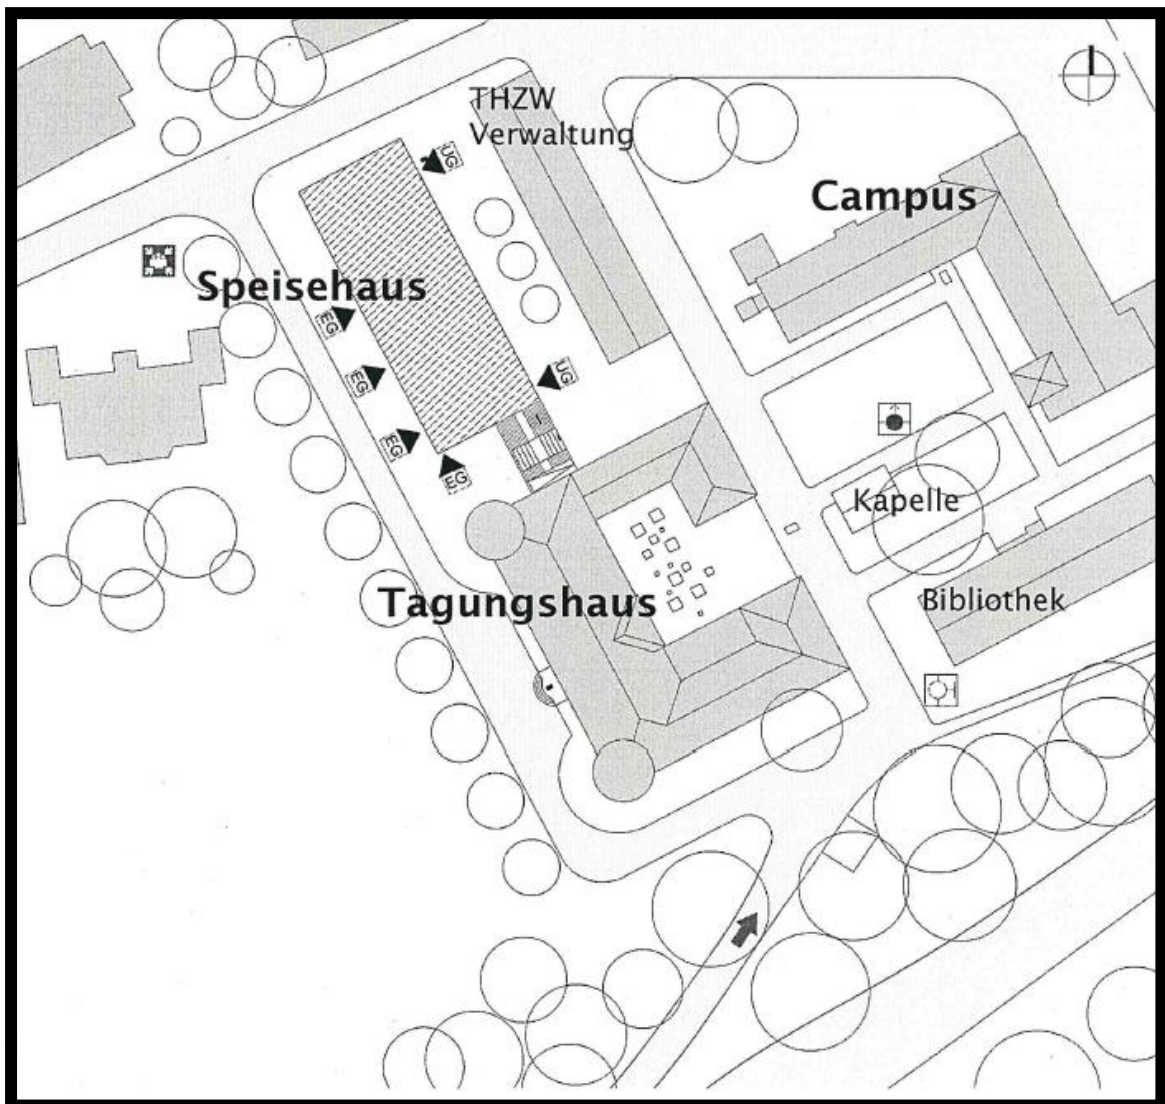 THZW
Verwaltung
UG
Campus
Speisehaus
EG
EG
UG
EG
EG
Kapelle
Tagungshaus
Bibliothek